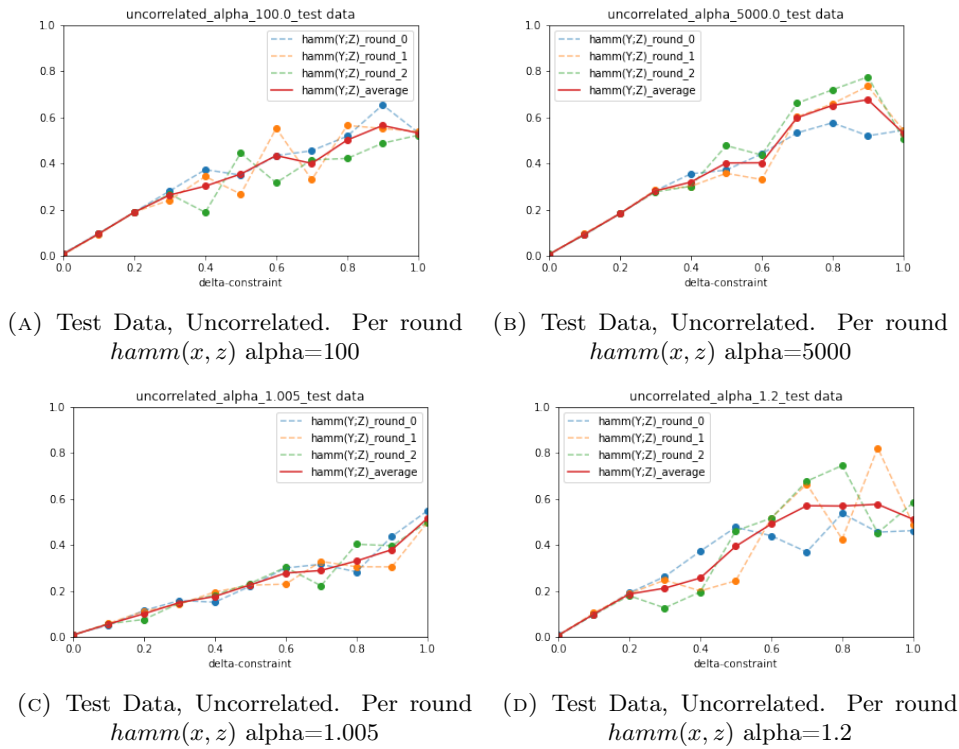 uncorrelated_alpha_100.0_test data
1.0
0.8
0.6
0.4
0.2
0.0
hamm(Y;Z)_round_0
hamm(Y;Z)_round_1
hamm(Y;Z)_round_2
hamm(Y;Z)_average
0.0 0.2 0.4 0.6 0.8 1.0
delta-constraint
(A) Test Data, Uncorrelated. Per round
hamm(x, z) alpha=100
uncorrelated_alpha_5000.0_test data
1.0
0.8
0.6
0.4
0.2
0.0
hamm(Y;Z)_round_0
hamm(Y;Z)_round_1
hamm(Y;Z)_round_2
hamm(Y;Z)_average
0.0 0.2 0.4 0.6 0.8 1.0
delta-constraint
(B) Test Data, Uncorrelated. Per round
hamm(x, z) alpha=5000
uncorrelated_alpha_1.005_test data
1.0
0.8
0.6
0.4
0.2
0.0
hamm(Y;Z)_round_0
hamm(Y;Z)_round_1
hamm(Y;Z)_round_2
hamm(Y;Z)_average
0.0 0.2 0.4 0.6 0.8 1.0
delta-constraint
(C) Test Data, Uncorrelated. Per round
hamm(x, z) alpha=1.005
uncorrelated_alpha_1.2_test data
1.0
0.8
0.6
0.4
0.2
0.0
hamm(Y;Z)_round_0
hamm(Y;Z)_round_1
hamm(Y;Z)_round_2
hamm(Y;Z)_average
0.0 0.2 0.4 0.6 0.8 1.0
delta-constraint
(D) Test Data, Uncorrelated. Per round
hamm(x, z) alpha=1.2